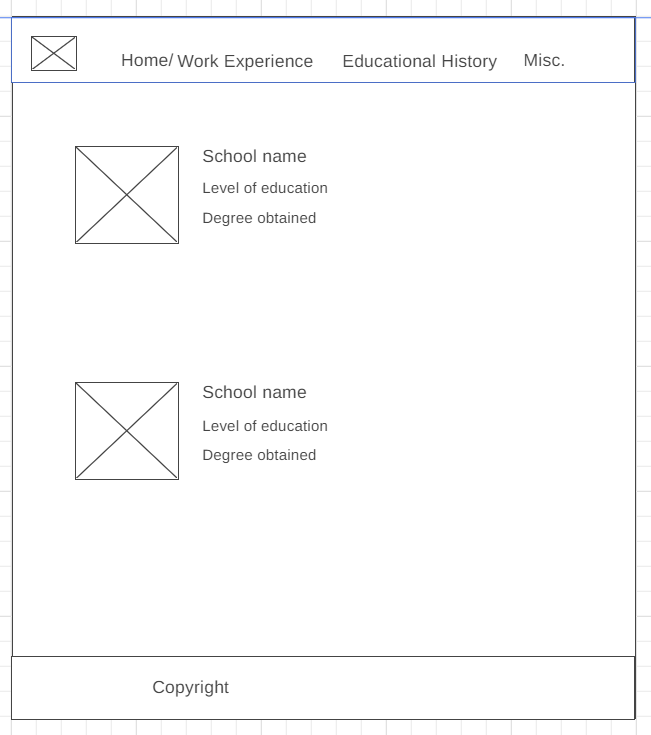 Home/ Work Experience Educational History Misc.
School name
Level of education
Degree obtained
School name
Level of education
Degree obtained
Copyright